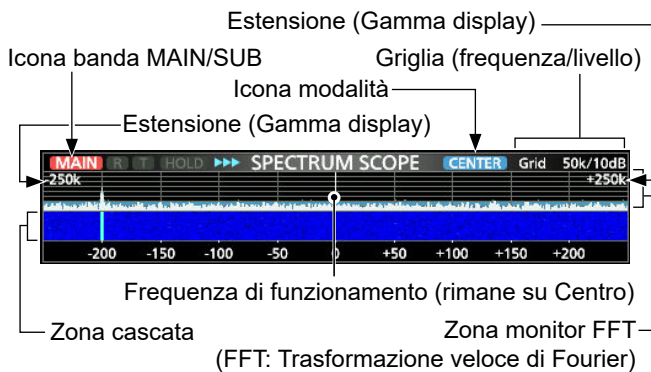 Estensione (Gamma display)
Icona banda MAIN/SUB
Griglia (frequenza/livello)
Icona modalità
Estensione (Gamma display)
MAIN R T HOLD SPECTRUM SCOPE CENTER Grid 50k/10dB
-250k +250k
-200 -150 -100 -50 0 +50 +100 +150 +200
Frequenza di funzionamento (rimane su Centro)
Zona cascata
Zona monitor FFT
(FFT: Trasformazione veloce di Fourier)